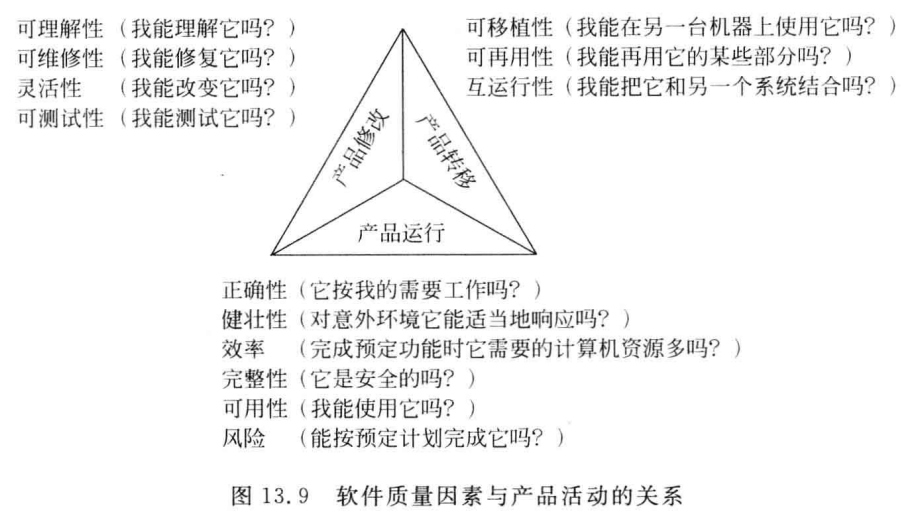 可理解性（我能理解它吗？）
可维修性（我能修复它吗？）
灵活性　（我能改变它吗？）
可测试性（我能测试它吗？）
可移植性（我能在另一台机器上使用它吗？）
可再用性（我能再用它的某些部分吗？）
互运行性（我能把它和另一个系统结合吗？）
产品修改
产品转移
产品运行
正确性（它按我的需要工作吗？）
健壮性（对意外环境它能适当地响应吗？）
效率　（完成预定功能时它需要的计算机资源多吗？）
完整性（它是安全的吗？）
可用性（我能使用它吗？）
风险　（能按预定计划完成它吗？）
图 13.9　软件质量因素与产品活动的关系